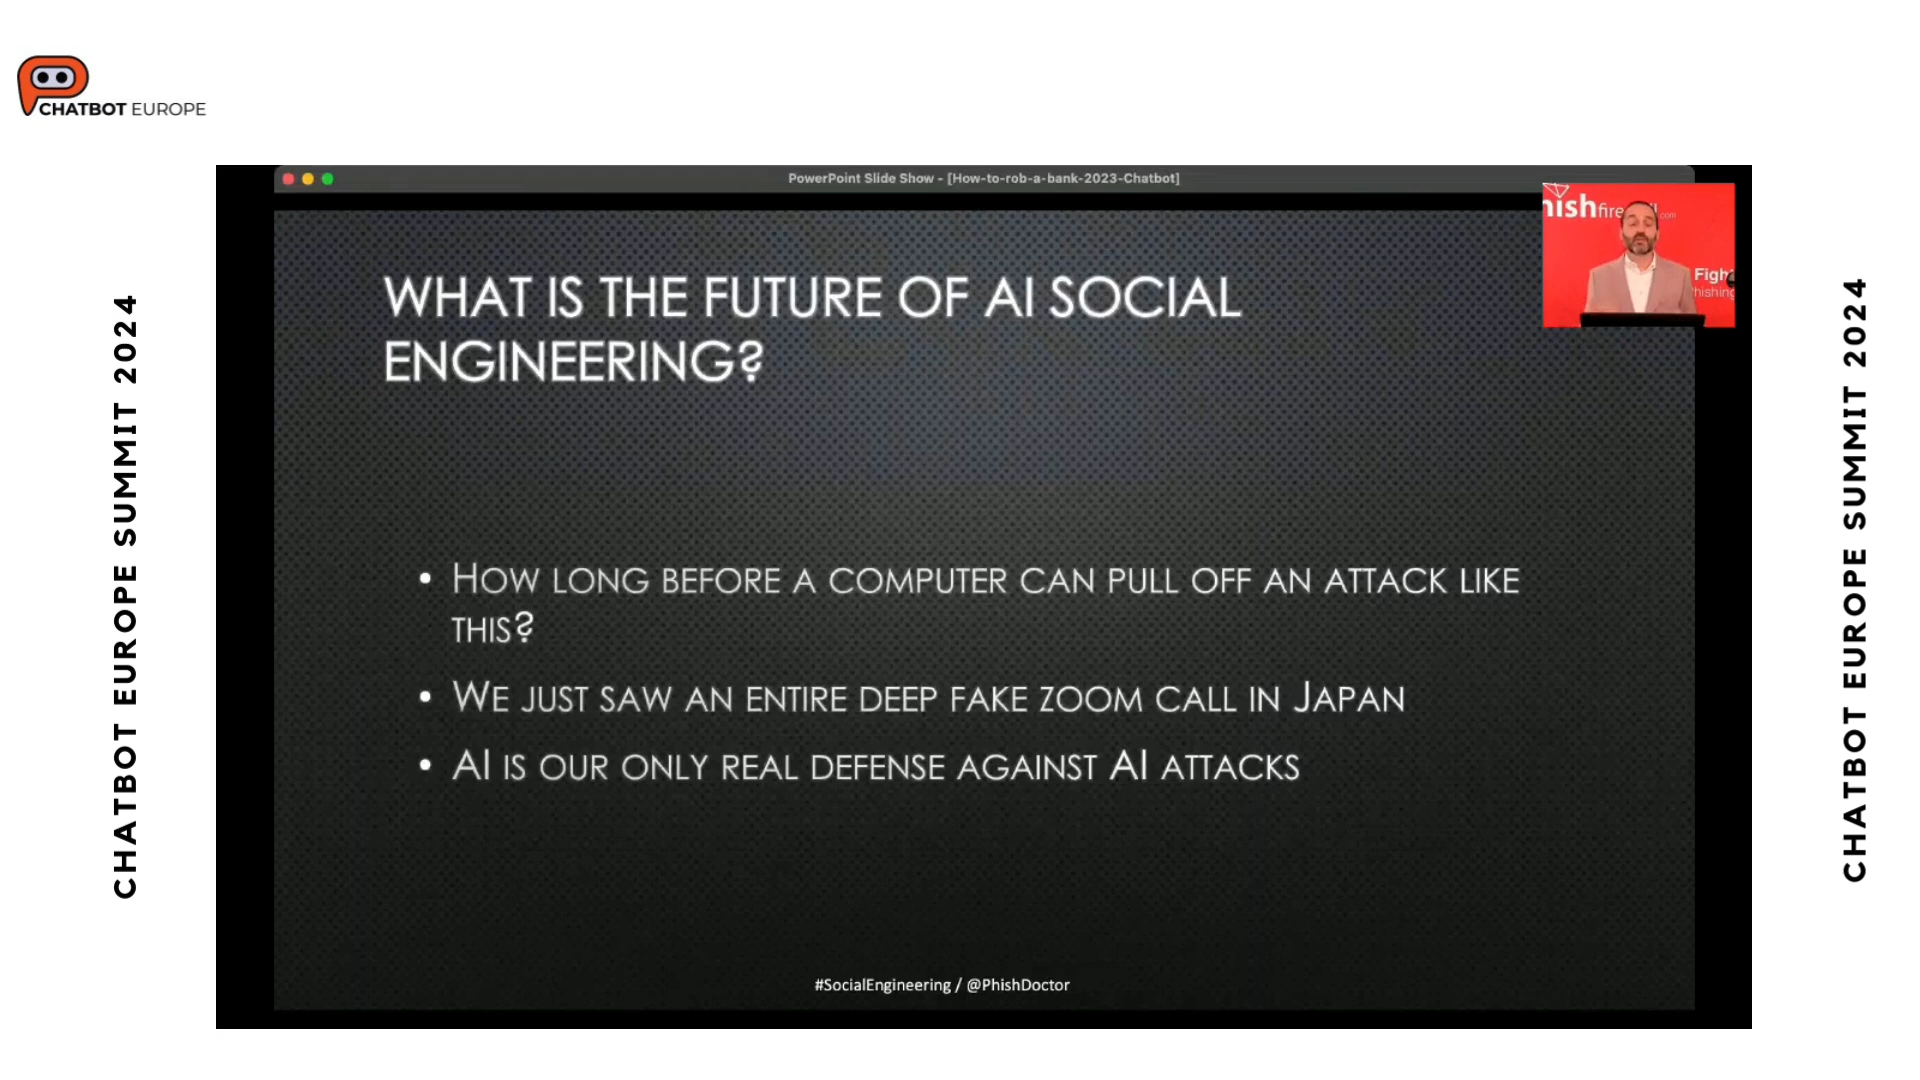 CHATBOT EUROPE
PowerPoint Slide Show - [How-to-rob-a-bank-2023-Chatbot]
WHAT IS THE FUTURE OF AI SOCIAL
ENGINEERING?
• HOW LONG BEFORE A COMPUTER CAN PULL OFF AN ATTACK LIKE
THIS?
• WE JUST SAW AN ENTIRE DEEP FAKE ZOOM CALL IN JAPAN
• AI IS OUR ONLY REAL DEFENSE AGAINST AI ATTACKS
#SocialEngineering / @PhishDoctor
CHATBOT EUROPE SUMMIT 2024
CHATBOT EUROPE SUMMIT 2024